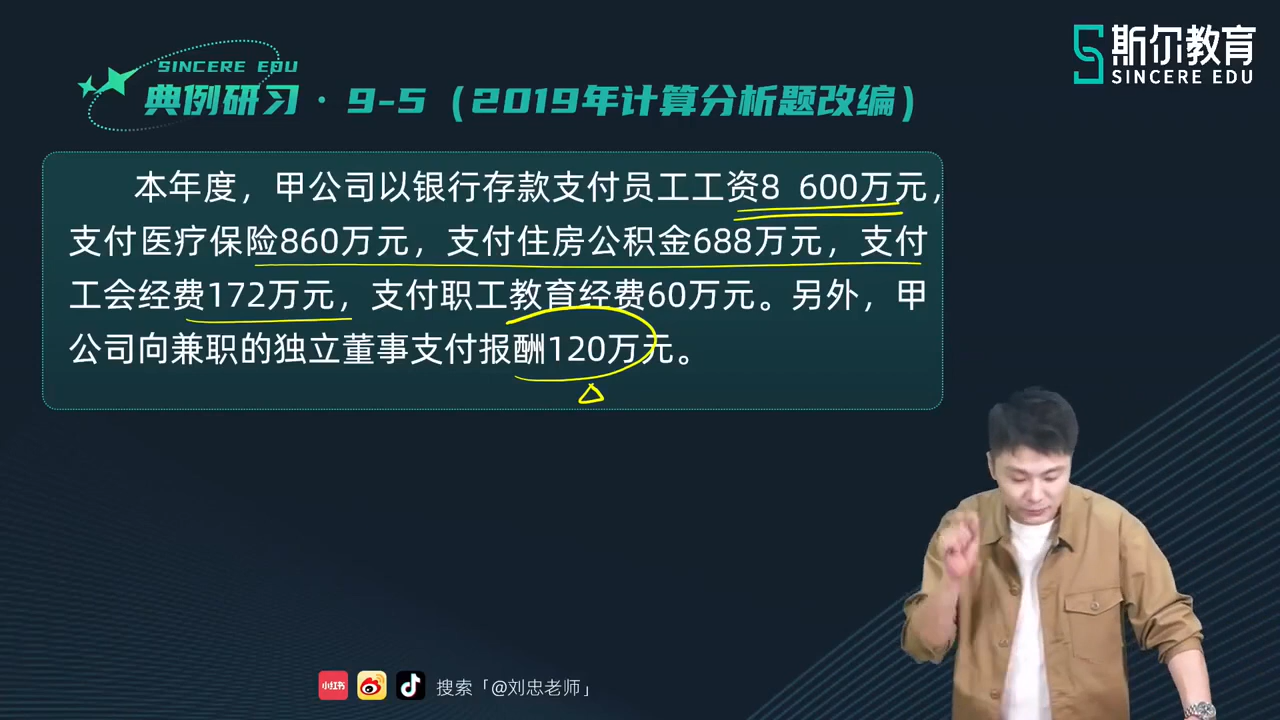 SINCERE EDU
典例研习·9-5（2019年计算分析题改编）
斯尔教育
SINCERE EDU
本年度，甲公司以银行存款支付员工工资8 600万元，
支付医疗保险860万元，支付住房公积金688万元，支付
工会经费172万元，支付职工教育经费60万元。另外，甲
公司向兼职的独立董事支付报酬120万元。
小红书
搜索「@刘忠老师」